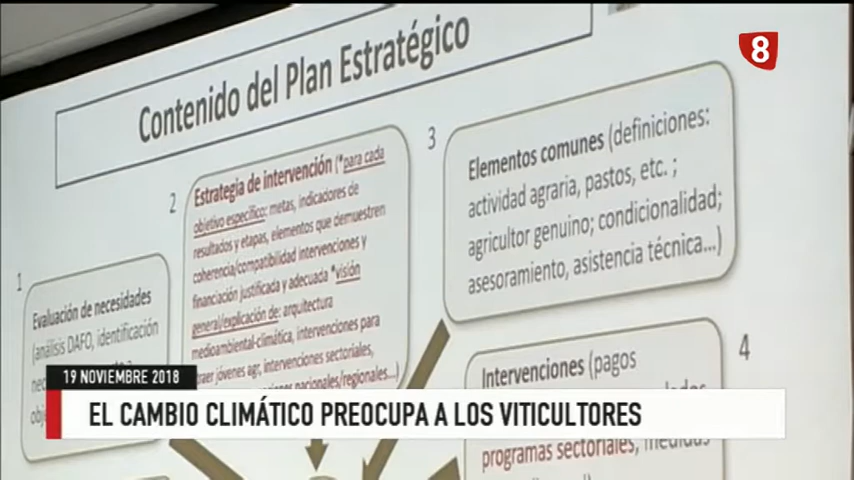 8
Contenido del Plan Estratégico
1
Evaluación de necesidades
(análisis DAFO, identificación
2
Estrategia de intervención (*para cada
objetivo específico: metas, indicadores de
resultados y etapas, elementos que demuestren
coherencia/compatibilidad intervenciones y
financiación justificada y adecuada *visión
general/explicación de: arquitectura
medioambiental-climática, intervenciones para
jóvenes agr, intervenciones sectoriales,
nacionales/regionales...)
3
Elementos comunes (definiciones:
actividad agraria, pastos, etc. ;
agricultor genuino; condicionalidad;
asesoramiento, asistencia técnica...)
4
Intervenciones (pagos
programas sectoriales, medidas
19 NOVIEMBRE 2018
EL CAMBIO CLIMÁTICO PREOCUPA A LOS VITICULTORES